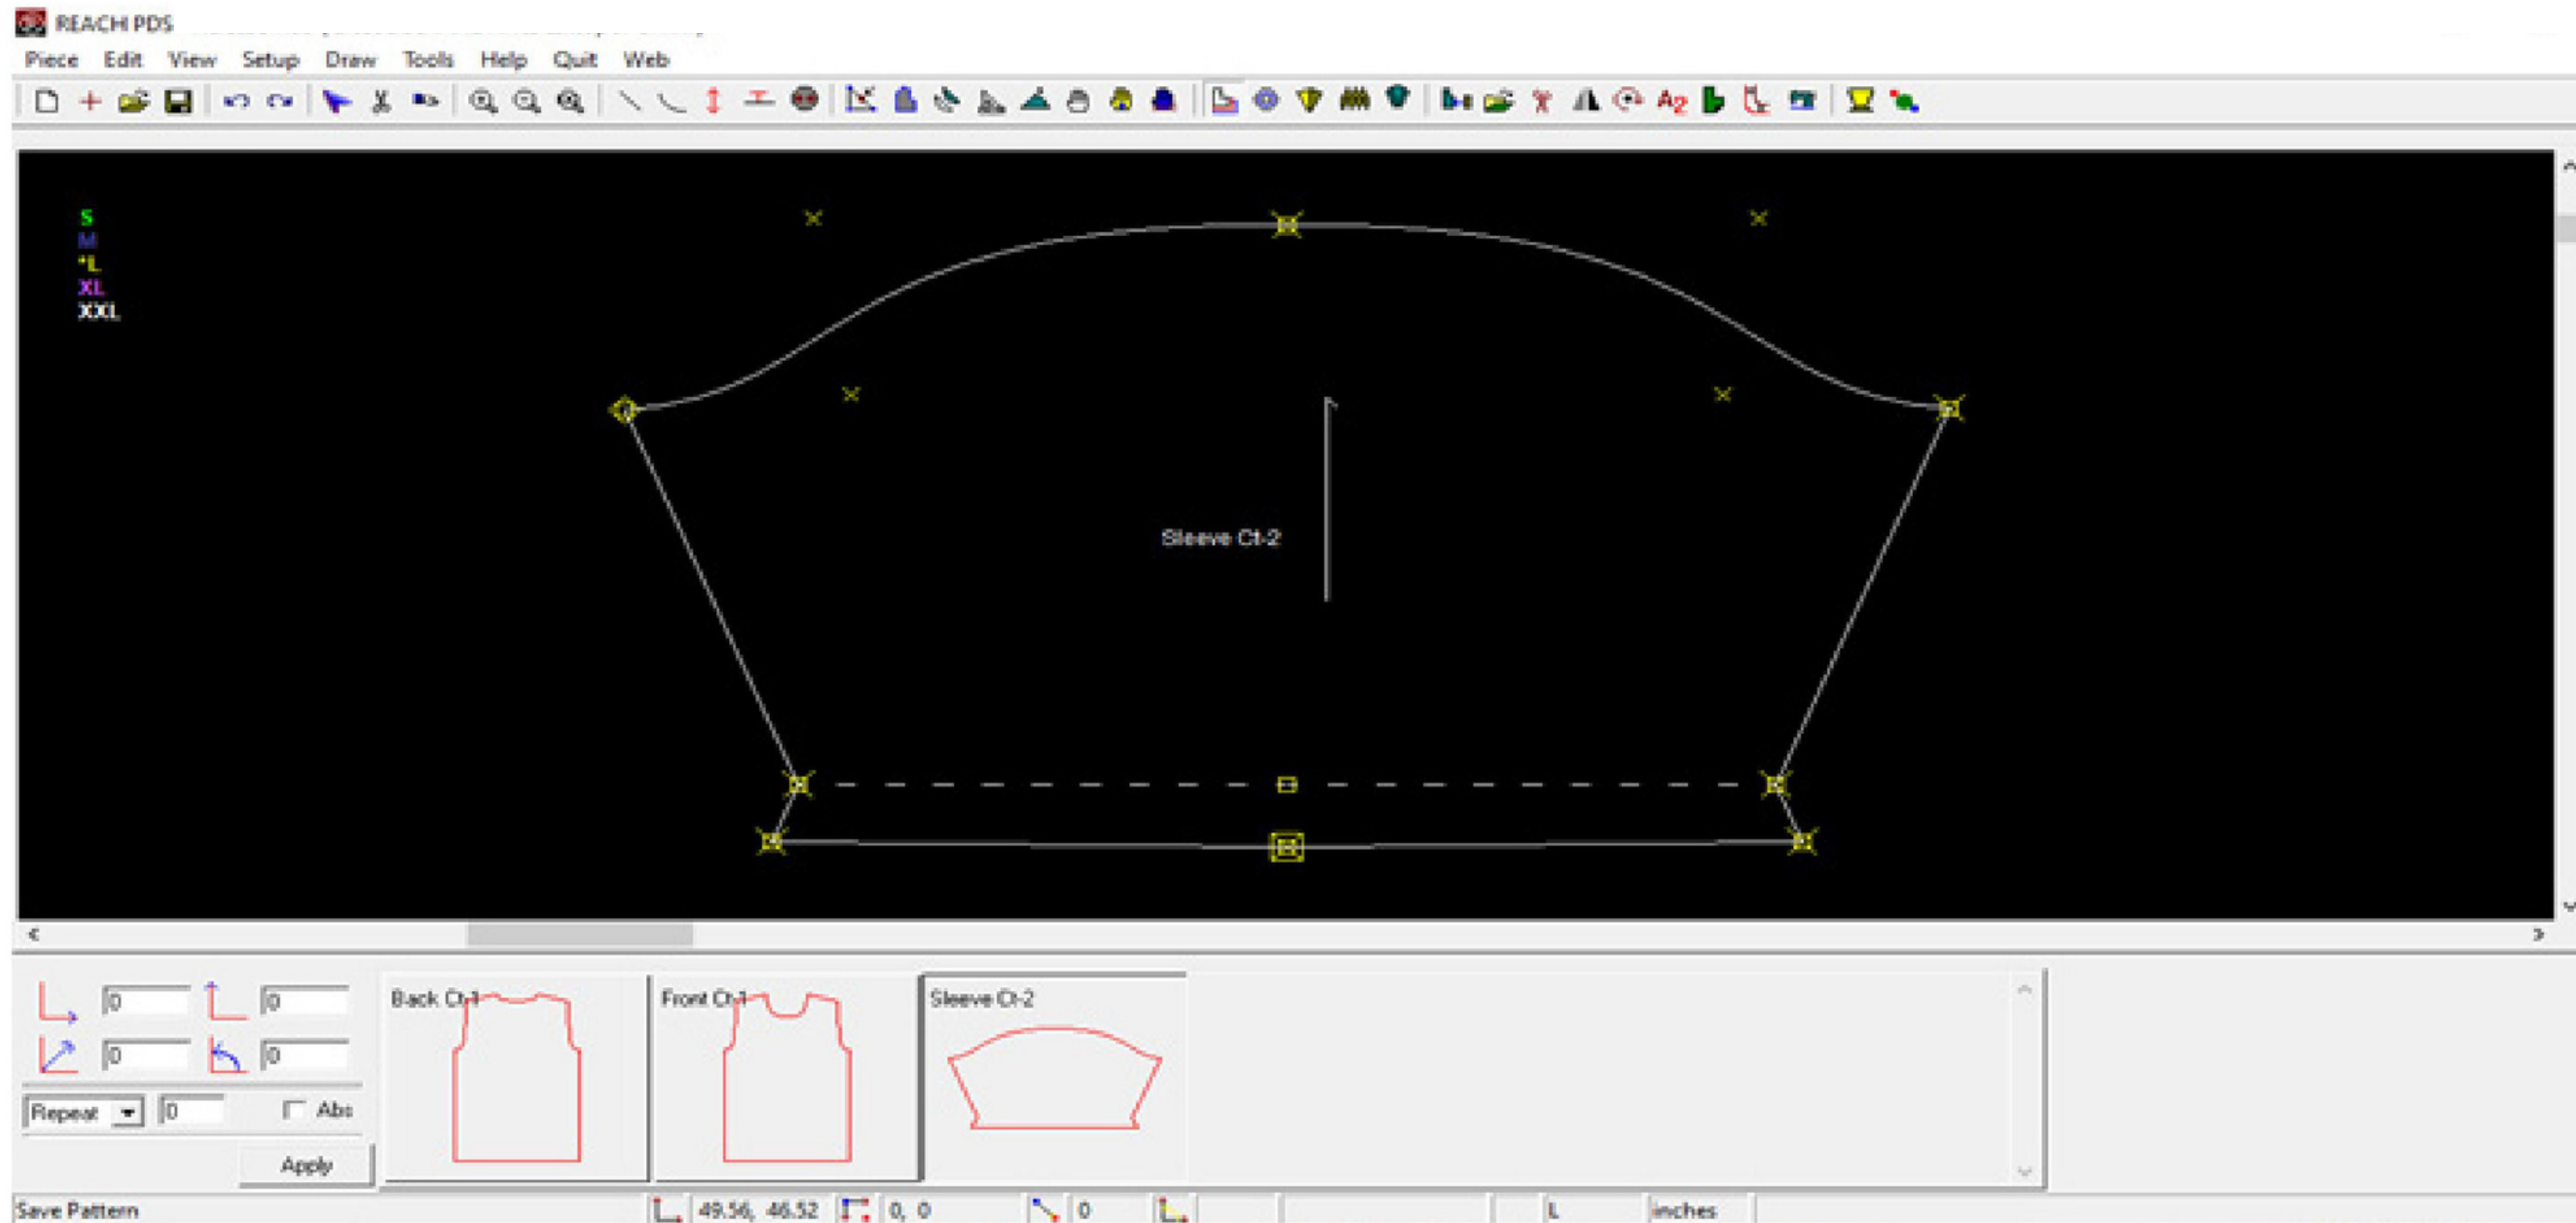 REACH PDS
Piece Edit View Setup Draw Tools Help Quit Web
A2
S
M
*L
XL
XXL
Sleeve Ct-2
Back Ct-1 Front Ct-1 Sleeve Ct-2
0 0
0 0
Repeat 0 Abs
Apply
Save Pattern 49.56, 46.52 0, 0 0 L inches